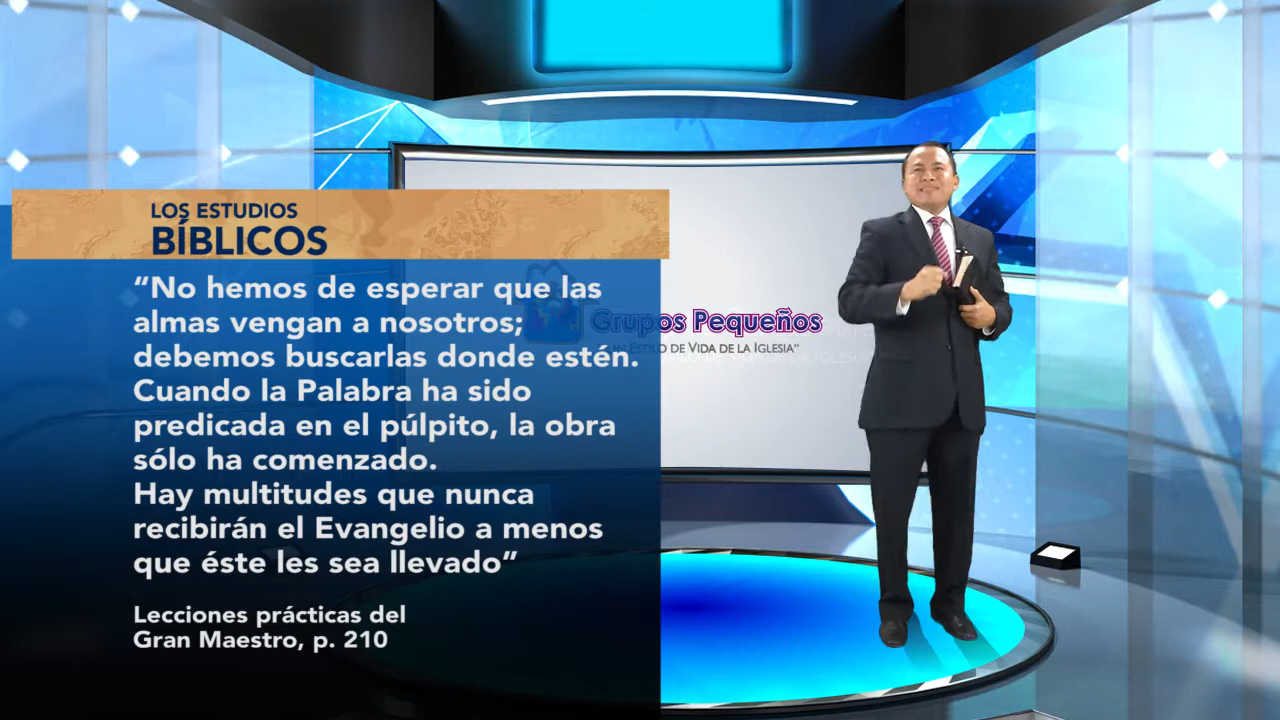 LOS ESTUDIOS
BÍBLICOS
“No hemos de esperar que las
almas vengan a nosotros;
debemos buscarlas donde estén.
Cuando la Palabra ha sido
predicada en el púlpito, la obra
sólo ha comenzado.
Hay multitudes que nunca
recibirán el Evangelio a menos
que éste les sea llevado”
Lecciones prácticas del
Gran Maestro, p. 210
Grupos Pequeños
Estilo de Vida de la Iglesia”